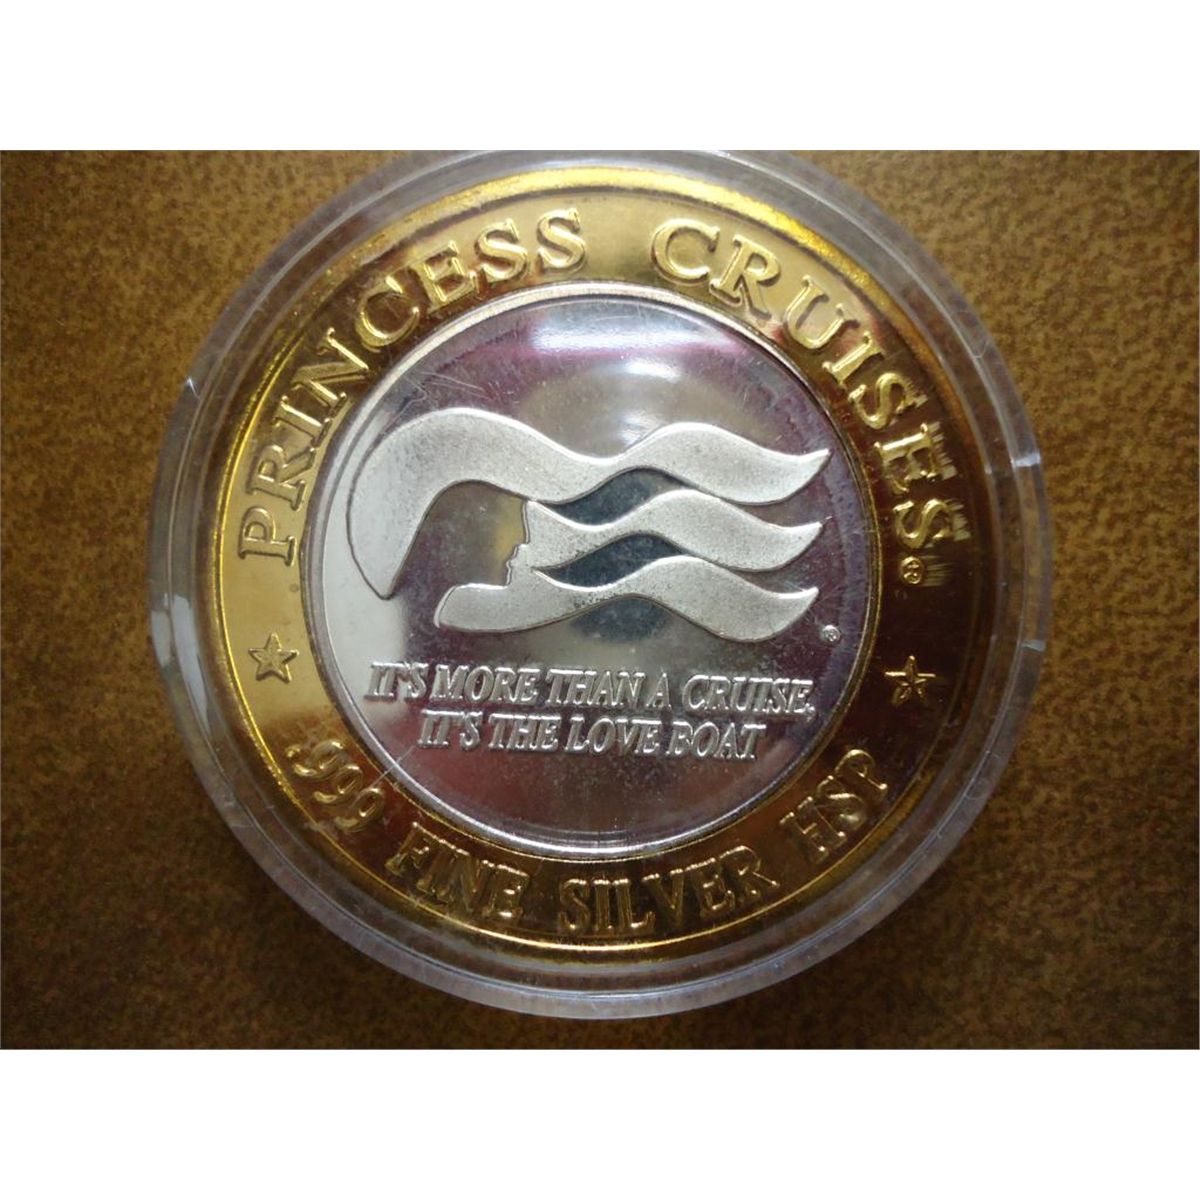 PRINCESS CRUISES®
®
IT'S MORE THAN A CRUISE,
IT'S THE LOVE BOAT
.999 FINE SILVER HSP